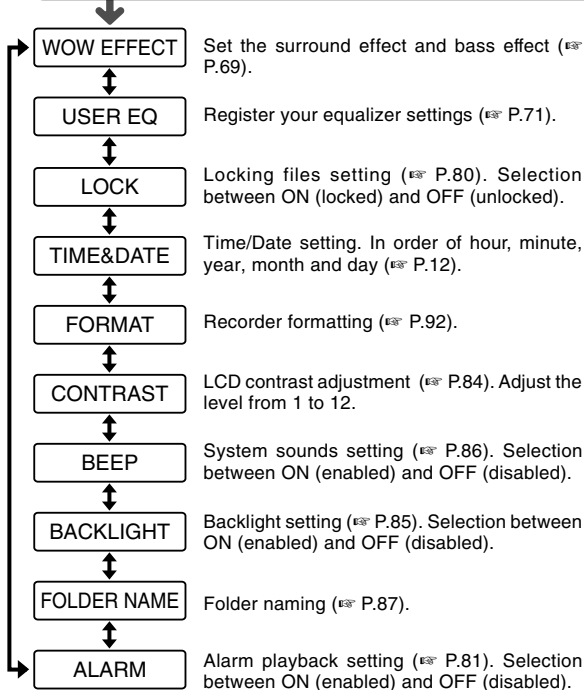 WOW EFFECT
Set the surround effect and bass effect (☞
P.69).
USER EQ
Register your equalizer settings (☞ P.71).
LOCK
Locking files setting (☞ P.80). Selection
between ON (locked) and OFF (unlocked).
TIME&DATE
Time/Date setting. In order of hour, minute,
year, month and day (☞ P.12).
FORMAT
Recorder formatting (☞ P.92).
CONTRAST
LCD contrast adjustment (☞ P.84). Adjust the
level from 1 to 12.
BEEP
System sounds setting (☞ P.86). Selection
between ON (enabled) and OFF (disabled).
BACKLIGHT
Backlight setting (☞ P.85). Selection between
ON (enabled) and OFF (disabled).
FOLDER NAME
Folder naming (☞ P.87).
ALARM
Alarm playback setting (☞ P.81). Selection
between ON (enabled) and OFF (disabled).